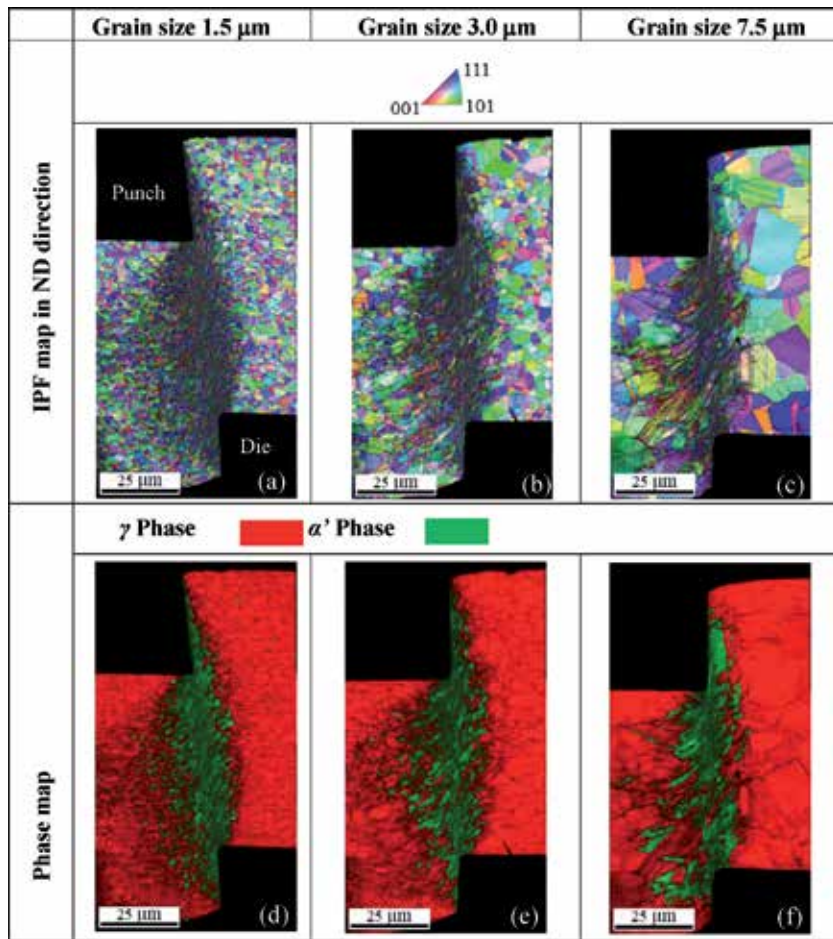 Grain size 1.5 µm
Grain size 3.0 µm
Grain size 7.5 µm
IPF map in ND direction
111
001
101
Punch
Die
25 µm
(a)
25 µm
(b)
25 µm
(c)
Phase map
γ Phase
α’ Phase
25 µm
(d)
25 µm
(e)
25 µm
(f)